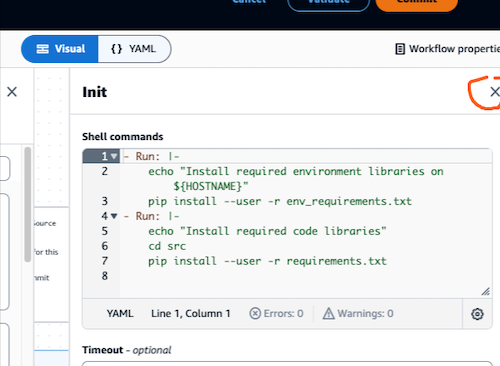 Cancel
Validate
Commit
Visual
{} YAML
Workflow
Init
Shell commands
1 - Run: |-
2 echo "Install required environment libraries on
${HOSTNAME}"
3 pip install --user -r env_requirements.txt
4 - Run: |-
5 echo "Install required code libraries"
6 cd src
7 pip install --user -r requirements.txt
8
ource
for this
mmit
YAML Line 1, Column 1 Errors: 0 Warnings: 0
Timeout - optional